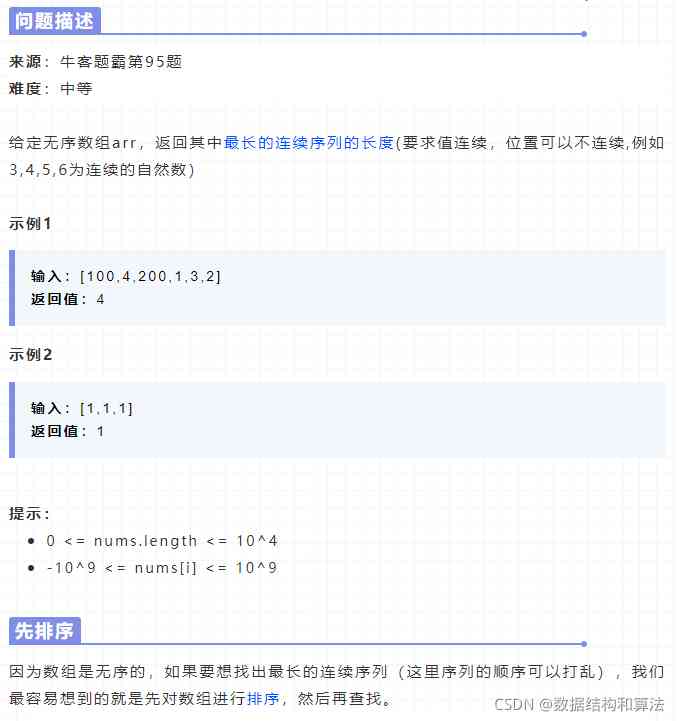 问题描述
来源：牛客题霸第95题
难度：中等
给定无序数组arr，返回其中最长的连续序列的长度(要求值连续，位置可以不连续,例如
3,4,5,6为连续的自然数)
示例1
输入：[100,4,200,1,3,2]
返回值：4
示例2
输入：[1,1,1]
返回值：1
提示：
0 <= nums.length <= 10^4
-10^9 <= nums[i] <= 10^9
先排序
因为数组是无序的，如果要想找出最长的连续序列（这里序列的顺序可以打乱），我们
最容易想到的就是先对数组进行排序，然后再查找。
CSDN @数据结构和算法